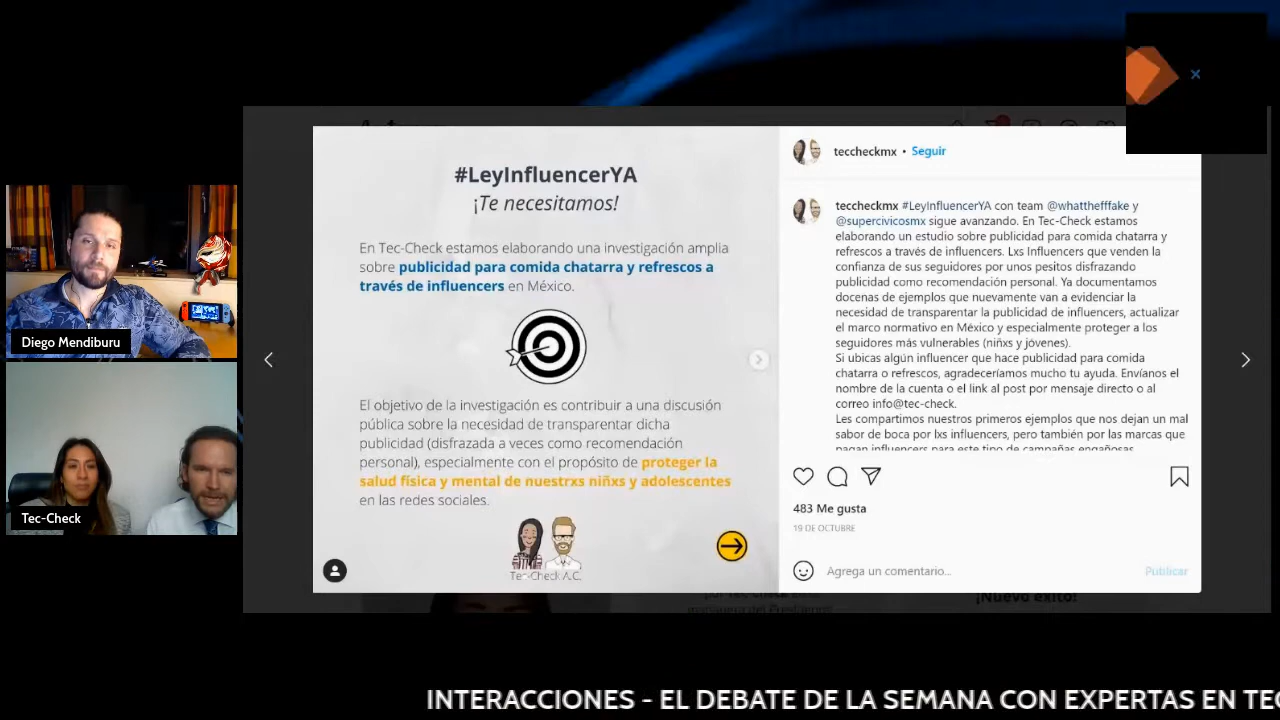 #LeyInfluencerYA
¡Te necesitamos!
En Tec-Check estamos elaborando una investigación amplia
sobre publicidad para comida chatarra y refrescos a
través de influencers en México.
El objetivo de la investigación es contribuir a una discusión
pública sobre la necesidad de transparentar dicha
publicidad (disfrazada a veces como recomendación
personal), especialmente con el propósito de proteger la
salud física y mental de nuestrxs niñxs y adolescentes
en las redes sociales.
Tec-Check A.C.
teccheckmx • Seguir
teccheckmx #LeyInfluencerYA con team @whatthefffake y
@supercivicosmx sigue avanzando. En Tec-Check estamos
elaborando un estudio sobre publicidad para comida chatarra y
refrescos a través de influencers. Lxs Influencers que venden la
confianza de sus seguidores por unos pesitos disfrazando
publicidad como recomendación personal. Ya documentamos
docenas de ejemplos que nuevamente van a evidenciar la
necesidad de transparentar la publicidad de influencers, actualizar
el marco normativo en México y especialmente proteger a los
seguidores más vulnerables (niñxs y jóvenes).
Si ubicas algún influencer que hace publicidad para comida
chatarra o refrescos, agradeceríamos mucho tu ayuda. Envíanos el
nombre de la cuenta o el link al post por mensaje directo o al
correo info@tec-check.
Les compartimos nuestros primeros ejemplos que nos dejan un mal
sabor de boca por lxs influencers, pero también por las marcas que
pagan influencers para este tipo de campañas engañosas
483 Me gusta
19 DE OCTUBRE
Agrega un comentario...
Publicar
¡Nuevo éxito!
Diego Mendiburu
Tec-Check
INTERACCIONES - EL DEBATE DE LA SEMANA CON EXPERTAS EN TEC